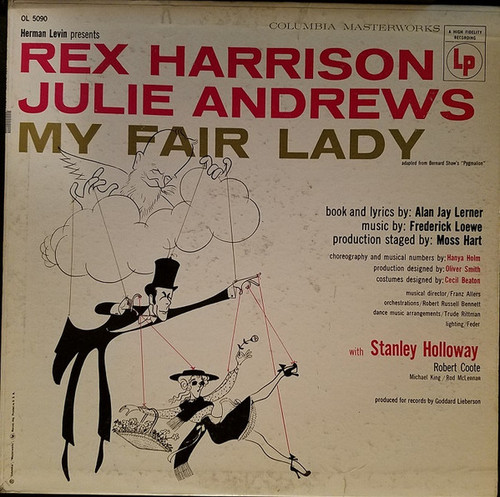 OL 5090
COLUMBIA MASTERWORKS
A HIGH FIDELITY
RECORDING
Lp
Herman Levin presents
REX HARRISON
JULIE ANDREWS
MY FAIR LADY
adapted from Bernard Shaw's "Pygmalion"
book and lyrics by: Alan Jay Lerner
music by: Frederick Loewe
production staged by: Moss Hart
choreography and musical numbers by: Hanya Holm
production designed by: Oliver Smith
costumes designed by: Cecil Beaton
musical director/Franz Allers
orchestrations/Robert Russell Bennett
dance music arrangements/Trude Rittman
lighting/Feder
with Stanley Holloway
Robert Coote
Michael King/Rod McLennan
produced for records by Goddard Lieberson